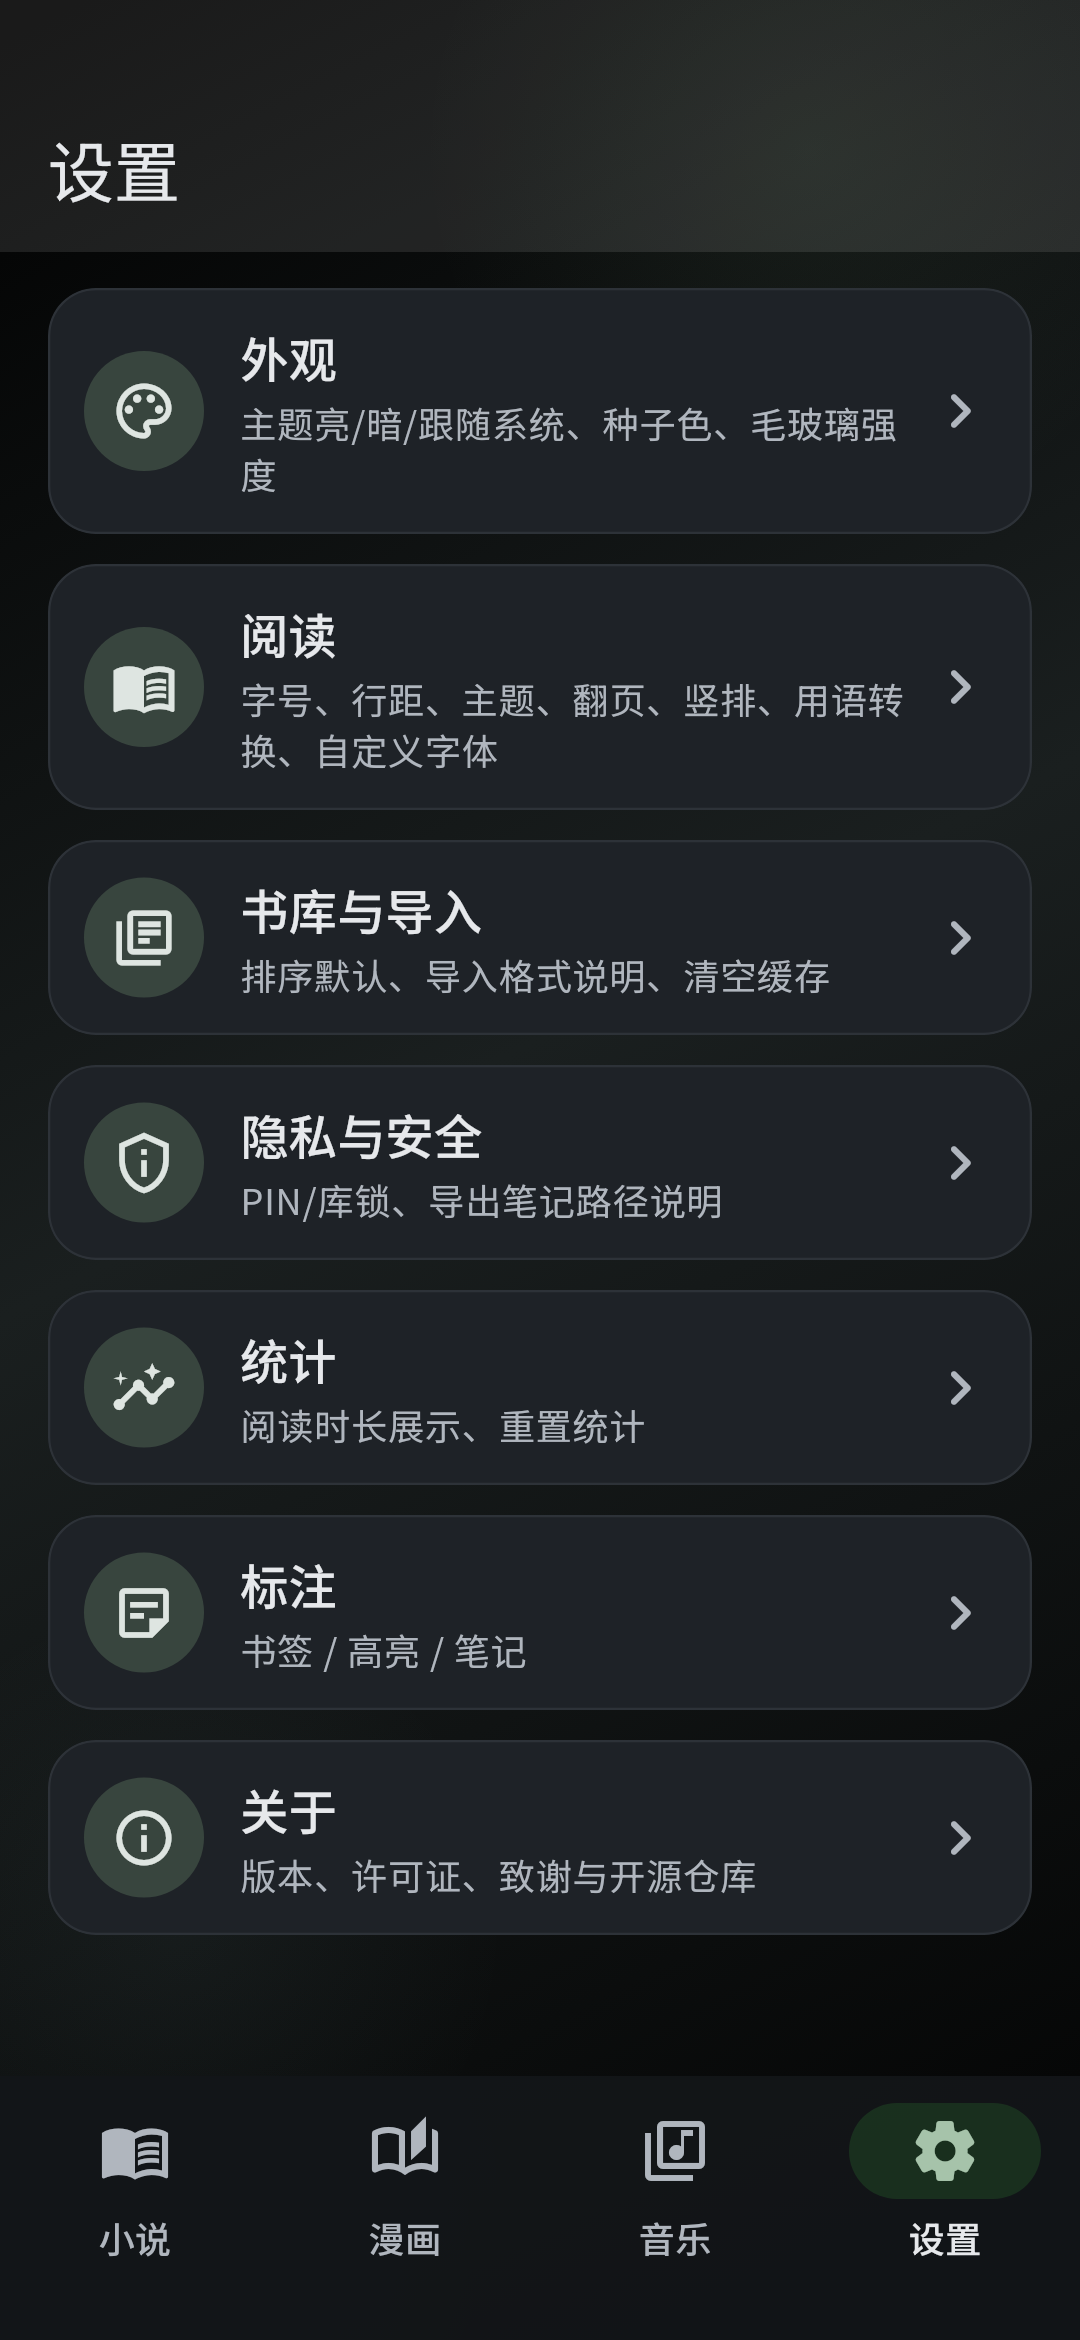 设置
外观
主题亮/暗/跟随系统、种子色、毛玻璃强
度
阅读
字号、行距、主题、翻页、竖排、用语转
换、自定义字体
书库与导入
排序默认、导入格式说明、清空缓存
隐私与安全
PIN/库锁、导出笔记路径说明
统计
阅读时长展示、重置统计
标注
书签 / 高亮 / 笔记
关于
版本、许可证、致谢与开源仓库
小说
漫画
音乐
设置